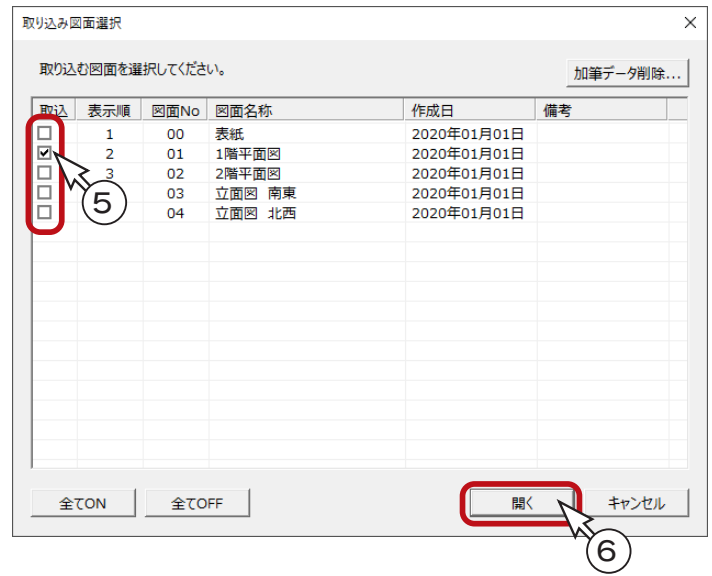 取り込み図面選択
取り込む図面を選択してください。
加筆データ削除...
取込 表示順 図面No 図面名称 作成日 備考
1 00 表紙 2020年01月01日
2 01 1階平面図 2020年01月01日
3 02 2階平面図 2020年01月01日
03 立面図 南東 2020年01月01日
04 立面図 北西 2020年01月01日
5
全てON 全てOFF 開く キャンセル
6